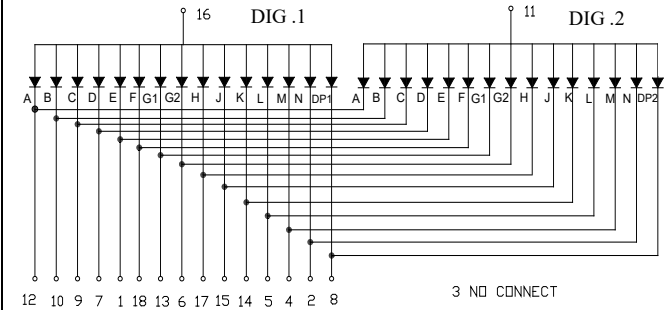 16 DIG .1 11 DIG .2
A B C D E F G1 G2 H J K L M N DP1 A B C D E F G1 G2 H J K L M N DP2
12 10 9 7 1 18 13 6 17 15 14 5 4 2 8
3 NO CONNECT